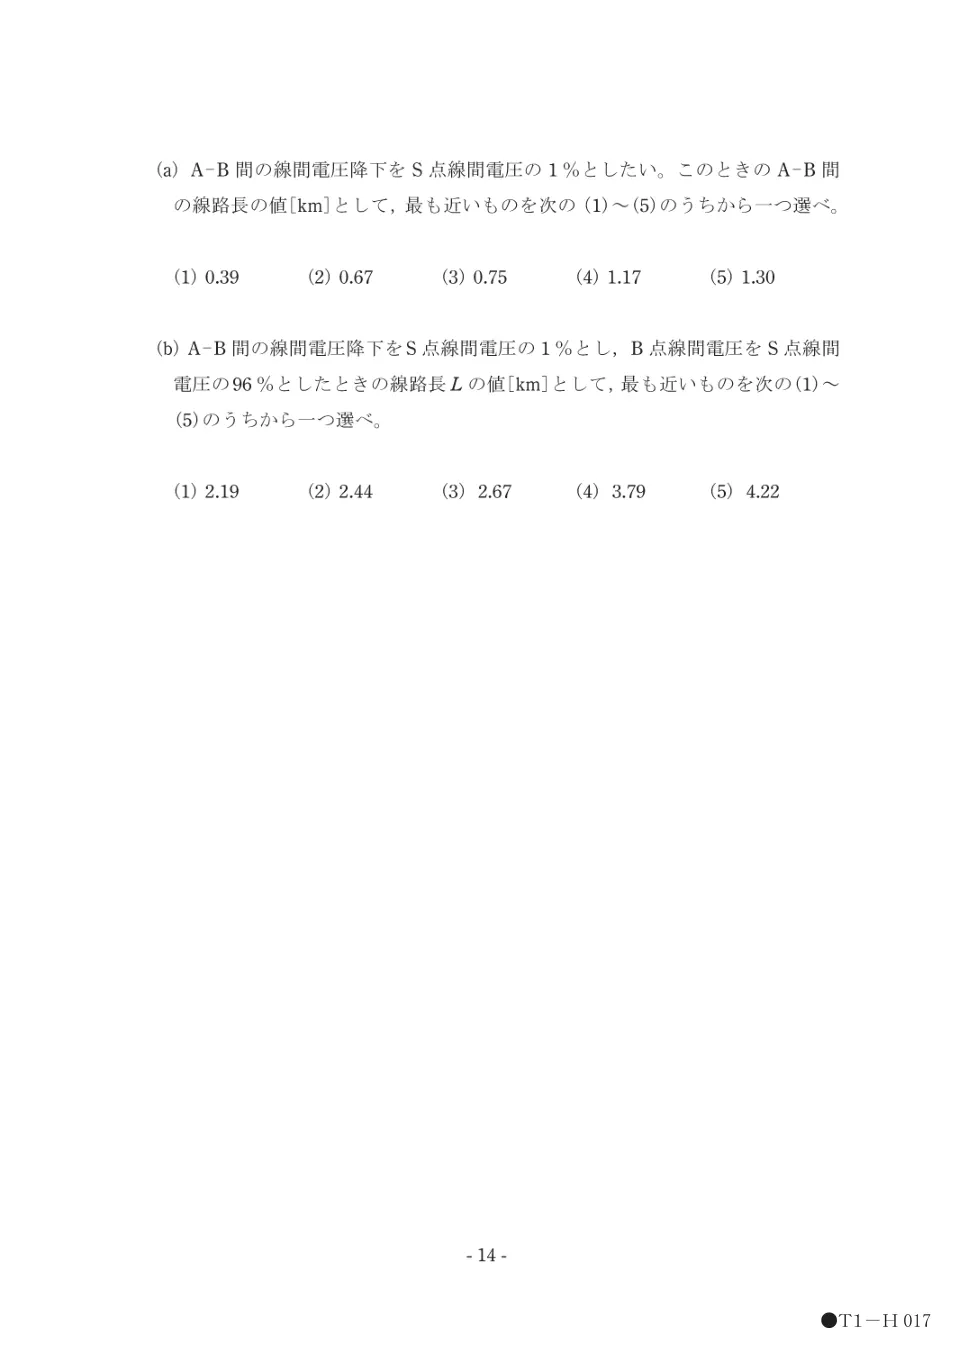 (a) A-B 間の線間電圧降下を S 点線間電圧の 1 %としたい。このときの A-B 間
の線路長の値[km]として, 最も近いものを次の (1)～(5)のうちから一つ選べ。
(1) 0.39 (2) 0.67 (3) 0.75 (4) 1.17 (5) 1.30
(b) A-B 間の線間電圧降下を S 点線間電圧の 1 %とし, B 点線間電圧を S 点線間
電圧の 96 %としたときの線路長 L の値[km]として, 最も近いものを次の(1)～
(5)のうちから一つ選べ。
(1) 2.19 (2) 2.44 (3) 2.67 (4) 3.79 (5) 4.22
- 14 -
●T1－H 017